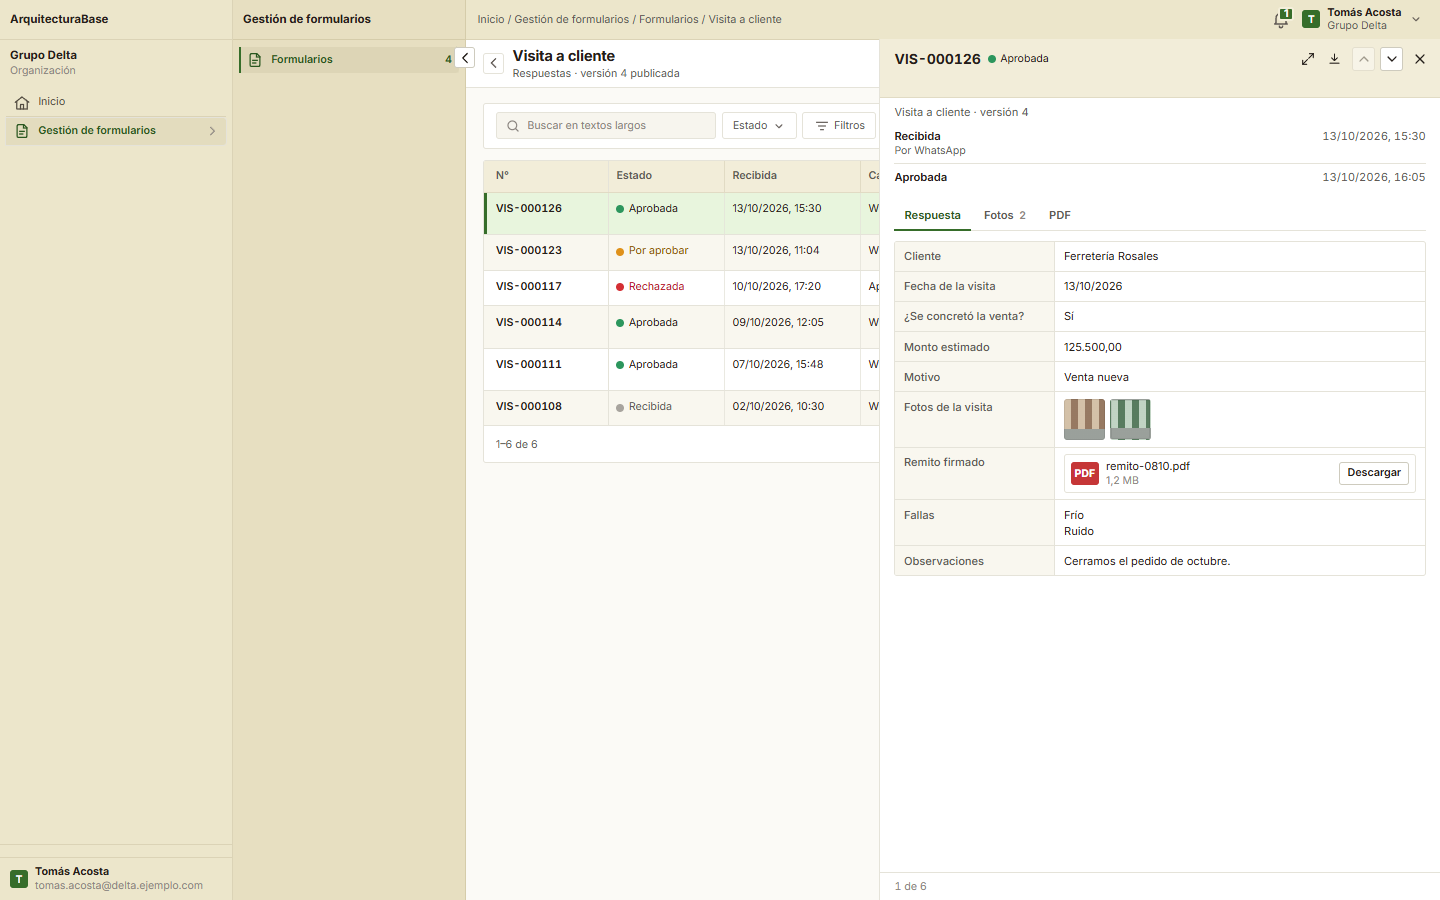 ArquitecturaBase
Grupo Delta
Organización
Inicio
Gestión de formularios
Tomás Acosta
tomas.acosta@delta.ejemplo.com
Gestión de formularios
Formularios 4
Inicio / Gestión de formularios / Formularios / Visita a cliente
1
T
Tomás Acosta
Grupo Delta
Visita a cliente
Respuestas · versión 4 publicada
Buscar en textos largos
Estado
Filtros
Nº Estado Recibida Ca
VIS-000126 Aprobada 13/10/2026, 15:30 W
VIS-000123 Por aprobar 13/10/2026, 11:04 W
VIS-000117 Rechazada 10/10/2026, 17:20 Ap
VIS-000114 Aprobada 09/10/2026, 12:05 W
VIS-000111 Aprobada 07/10/2026, 15:48 W
VIS-000108 Recibida 02/10/2026, 10:30 W
1–6 de 6
VIS-000126 Aprobada
Visita a cliente · versión 4
Recibida 13/10/2026, 15:30
Por WhatsApp
Aprobada 13/10/2026, 16:05
Respuesta Fotos 2 PDF
Cliente Ferretería Rosales
Fecha de la visita 13/10/2026
¿Se concretó la venta? Sí
Monto estimado 125.500,00
Motivo Venta nueva
Fotos de la visita
Remito firmado PDF remito-0810.pdf Descargar
1,2 MB
Fallas Frío
Ruido
Observaciones Cerramos el pedido de octubre.
1 de 6
T